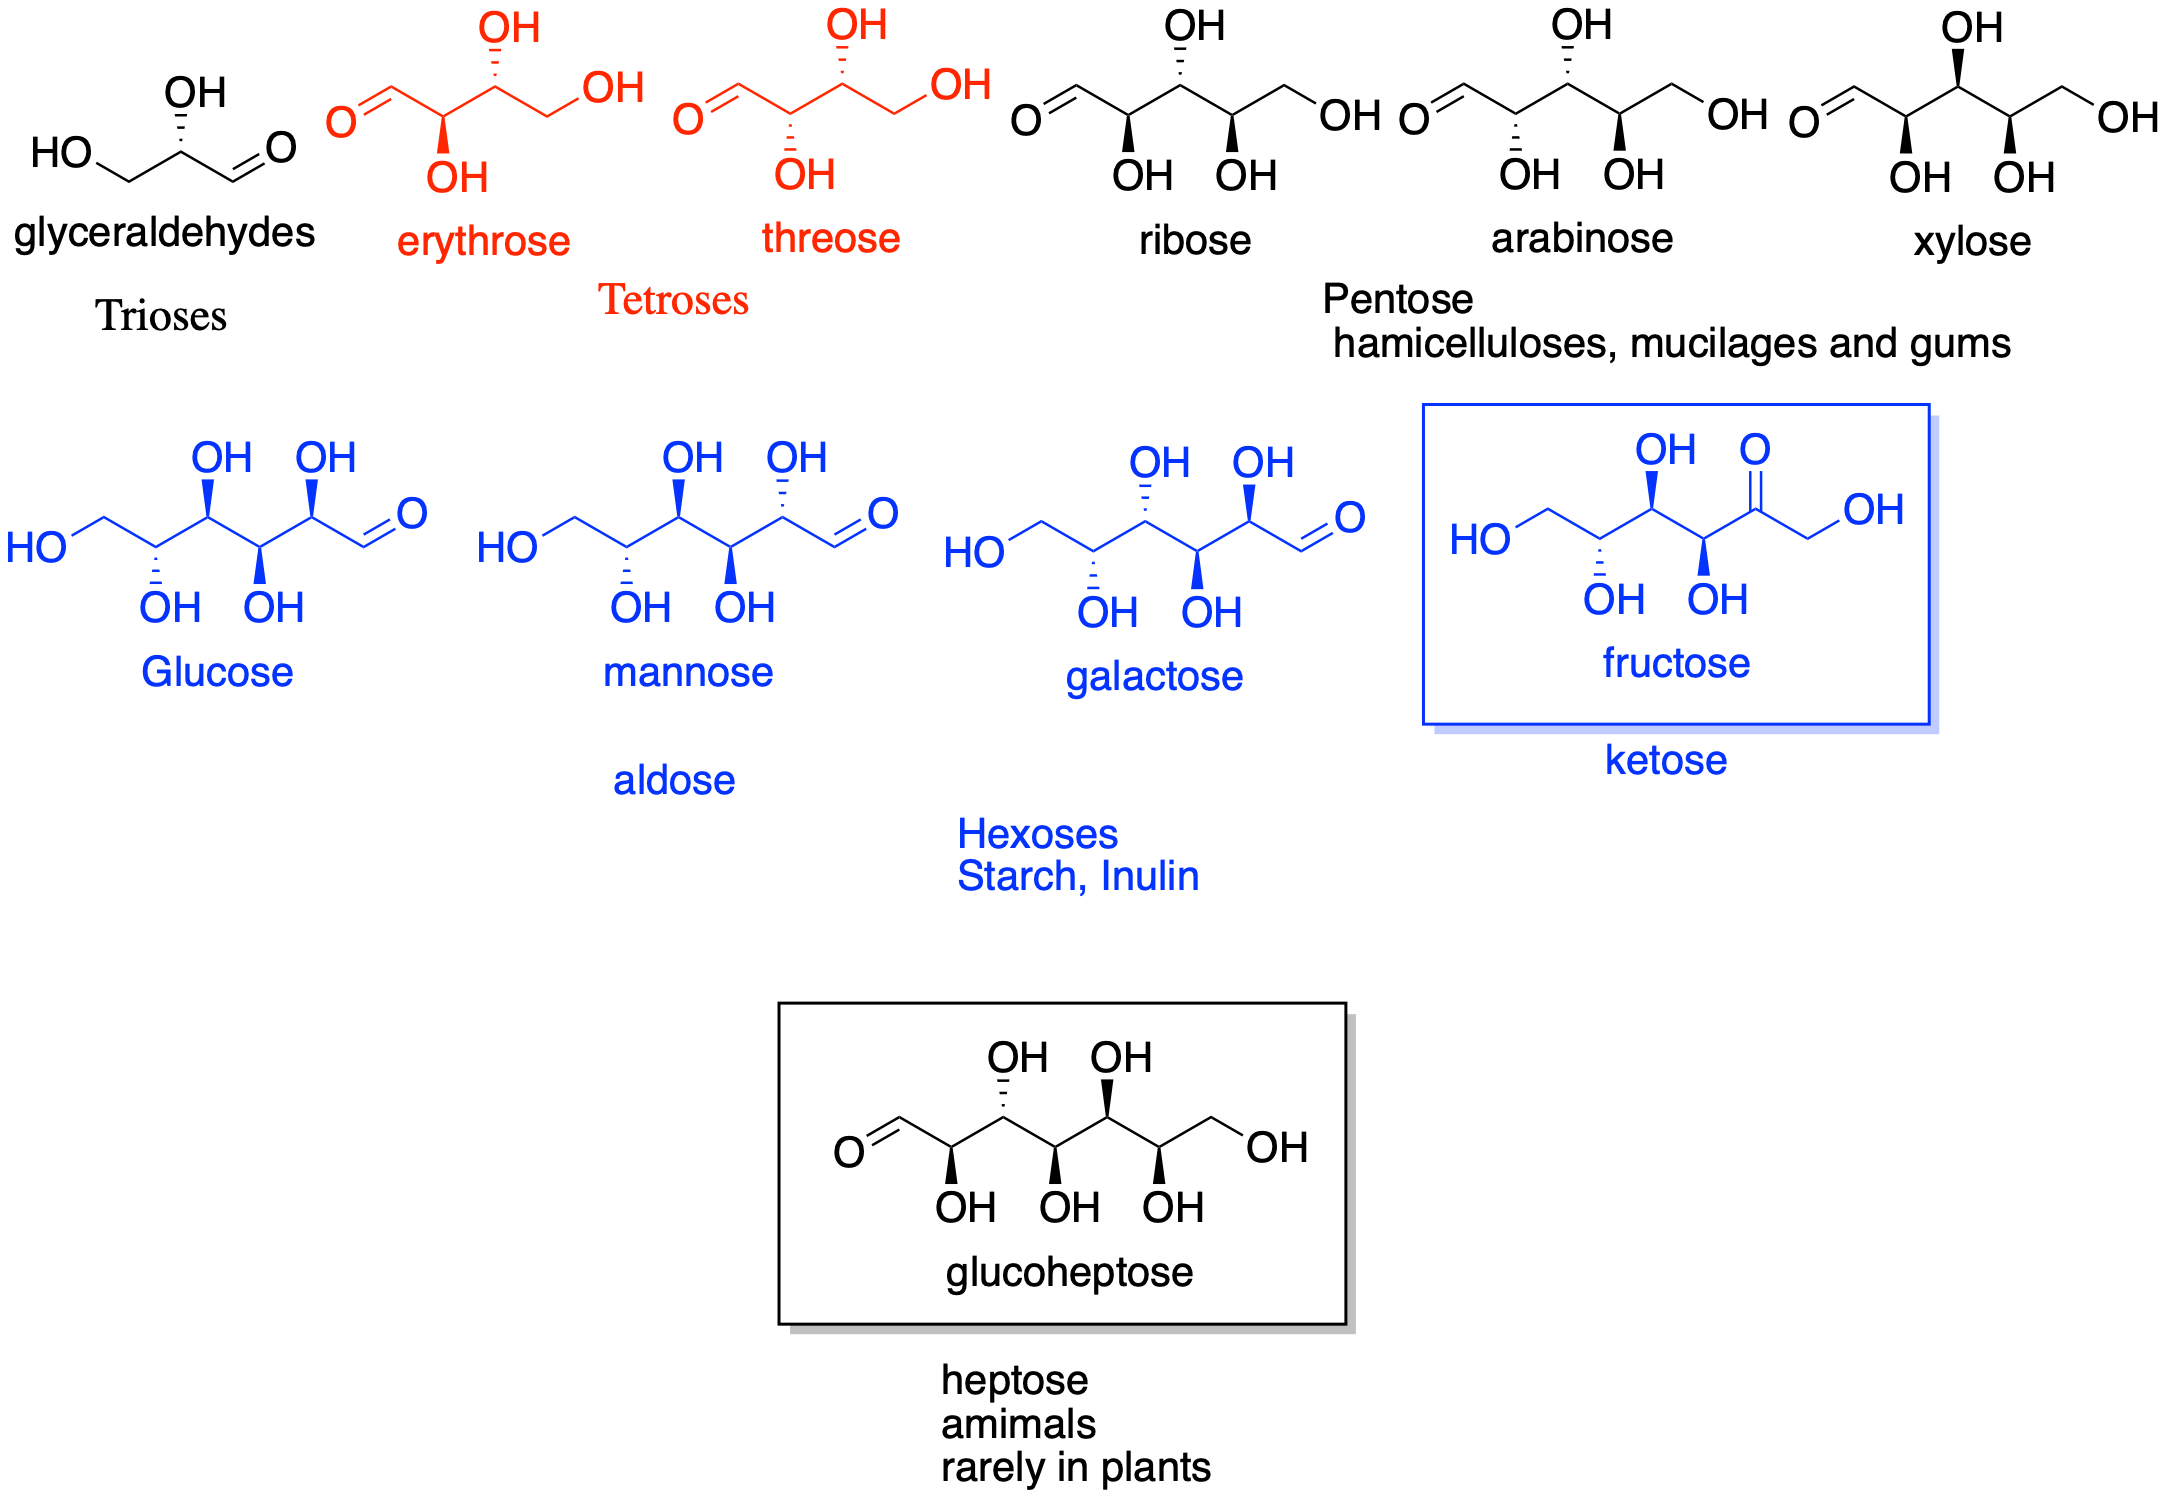 OH
HO
O
glyceraldehydes
Trioses
OH
O
OH
OH
erythrose
OH
O
OH
OH
threose
Tetroses
OH
O
OH
OH
OH
ribose
OH
O
OH
OH
OH
arabinose
OH
O
OH
OH
OH
xylose
Pentose
hamicelluloses, mucilages and gums
OH OH
HO
O
OH OH
Glucose
OH OH
HO
O
OH OH
mannose
OH OH
HO
O
OH OH
galactose
OH O
HO
OH
OH OH
fructose
aldose
ketose
Hexoses
Starch, Inulin
OH OH
O
OH
OH OH OH
glucoheptose
heptose
amimals
rarely in plants